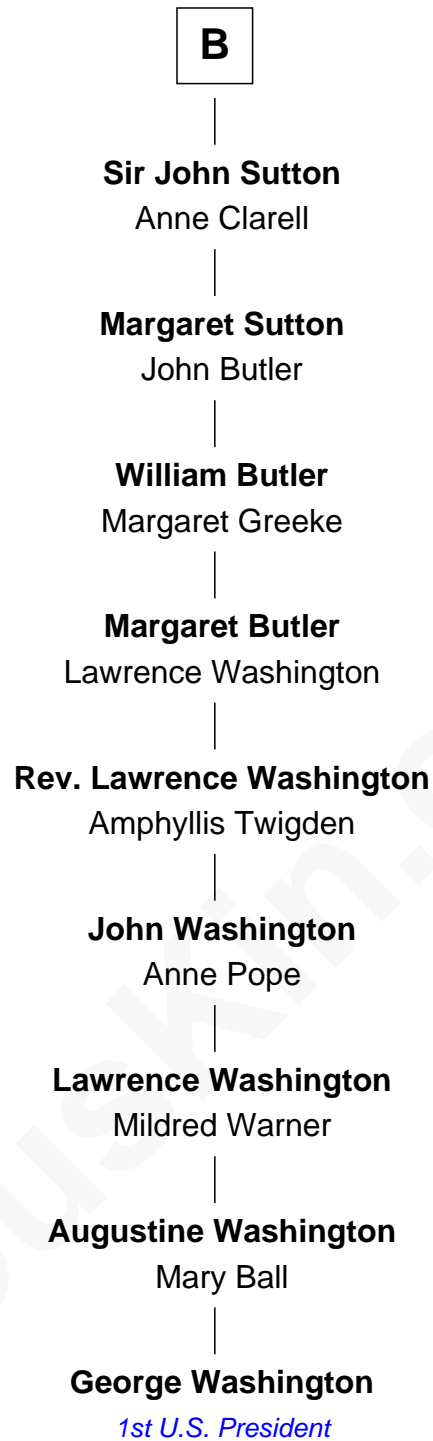 B
Sir John Sutton
Anne Clarell
Margaret Sutton
John Butler
William Butler
Margaret Greeke
Margaret Butler
Lawrence Washington
Rev. Lawrence Washington
Amphyllis Twigden
John Washington
Anne Pope
Lawrence Washington
Mildred Warner
Augustine Washington
Mary Ball
George Washington
1st U.S. President